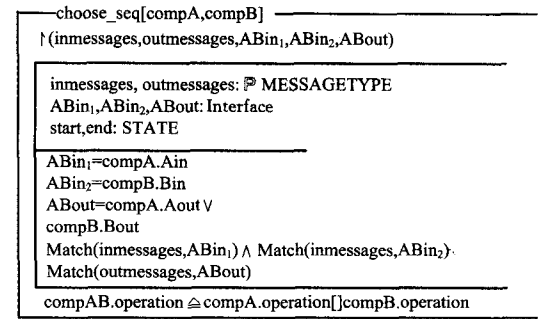 choose_seq[compA,compB]
↾(inmessages,outmessages,ABin₁,ABin₂,ABout)
inmessages, outmessages: ℙ MESSAGETYPE
ABin₁,ABin₂,ABout: Interface
start,end: STATE
ABin₁=compA.Ain
ABin₂=compB.Bin
ABout=compA.Aout ∨
compB.Bout
Match(inmessages,ABin₁) ∧ Match(inmessages,ABin₂)
Match(outmessages,ABout)
compAB.operation ≙ compA.operation[]compB.operation